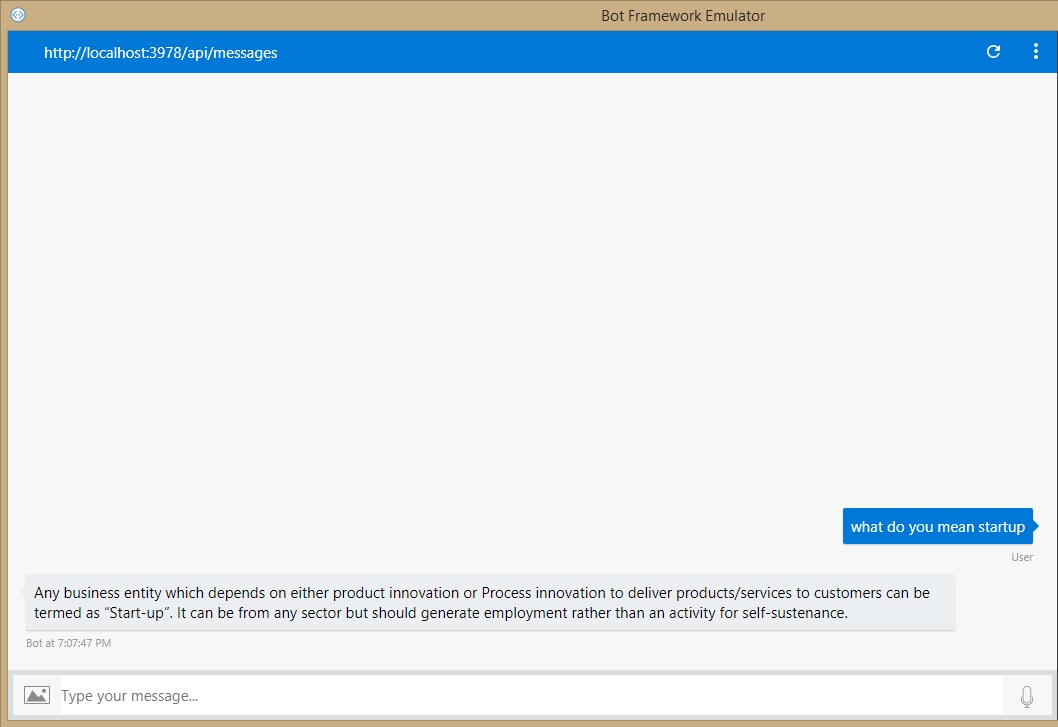 Bot Framework Emulator
http://localhost:3978/api/messages
what do you mean startup
User
Any business entity which depends on either product innovation or Process innovation to deliver products/services to customers can be
termed as “Start-up”. It can be from any sector but should generate employment rather than an activity for self-sustenance.
Bot at 7:07:47 PM
Type your message...